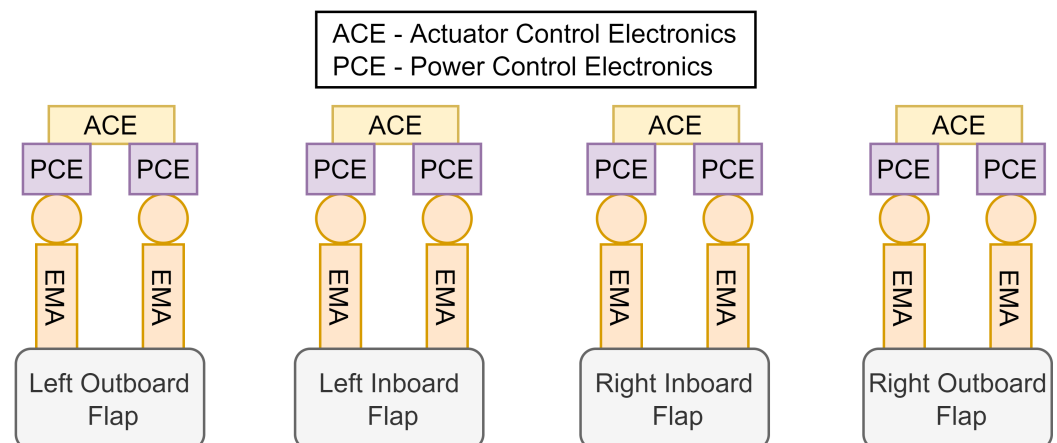 ACE - Actuator Control Electronics
PCE - Power Control Electronics
ACE
ACE
ACE
ACE
PCE
PCE
PCE
PCE
PCE
PCE
PCE
PCE
EMA
EMA
EMA
EMA
EMA
EMA
EMA
EMA
Left Outboard
Flap
Left Inboard
Flap
Right Inboard
Flap
Right Outboard
Flap